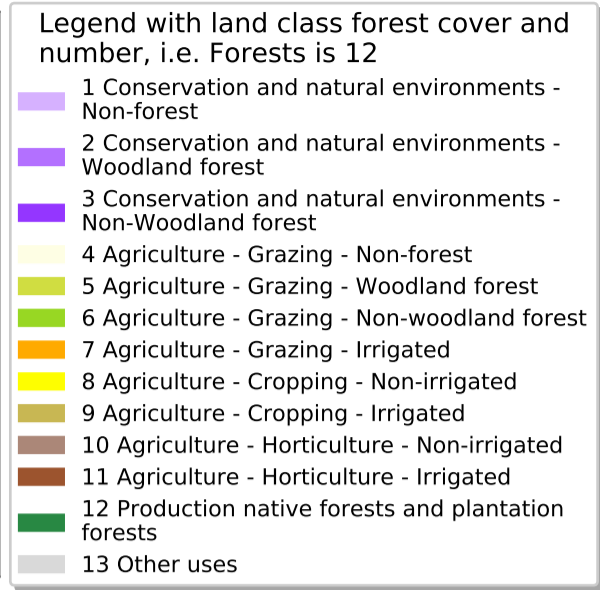 Legend with land class forest cover and
number, i.e. Forests is 12
1 Conservation and natural environments -
Non-forest
2 Conservation and natural environments -
Woodland forest
3 Conservation and natural environments -
Non-Woodland forest
4 Agriculture - Grazing - Non-forest
5 Agriculture - Grazing - Woodland forest
6 Agriculture - Grazing - Non-woodland forest
7 Agriculture - Grazing - Irrigated
8 Agriculture - Cropping - Non-irrigated
9 Agriculture - Cropping - Irrigated
10 Agriculture - Horticulture - Non-irrigated
11 Agriculture - Horticulture - Irrigated
12 Production native forests and plantation
forests
13 Other uses